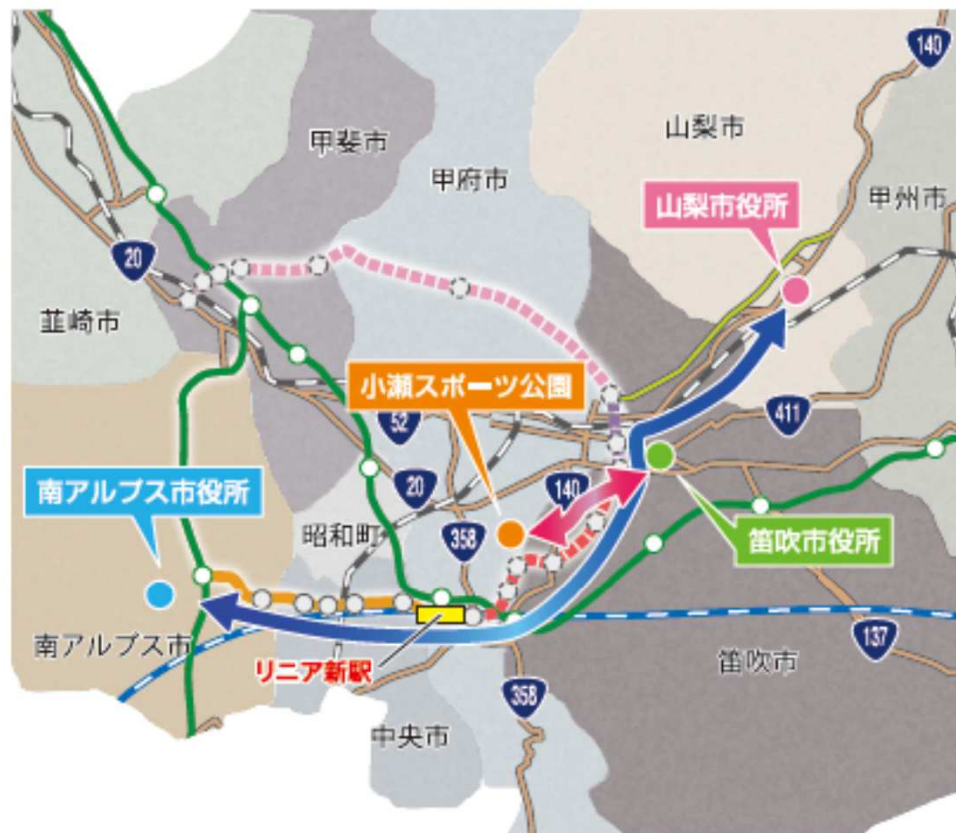 140
山梨市
甲斐市
甲府市
甲州市
山梨市役所
20
韮崎市
小瀬スポーツ公園
52
411
南アルプス市役所
20
140
昭和町
358
笛吹市役所
南アルプス市
リニア新駅
笛吹市
137
358
中央市